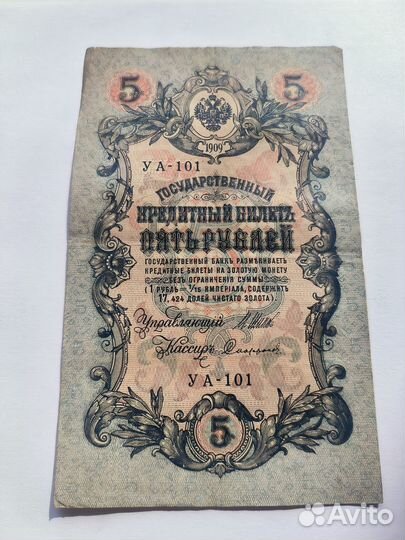 5 5
1909
УА-101
ГОСУДАРСТВЕННЫЙ
КРЕДИТНЫЙ БИЛЕТЪ
ПЯТЬ РУБЛЕЙ
ГОСУДАРСТВЕННЫЙ БАНКЪ РАЗМѢНИВАЕТЪ
КРЕДИТНЫЕ БИЛЕТЫ НА ЗОЛОТУЮ МОНЕТУ
БЕЗЪ ОГРАНИЧЕНІЯ СУММЫ
(1 РУБЛЬ = 1/15 ИМПЕРІАЛА, СОДЕРЖИТЪ
17,424 ДОЛЕЙ ЧИСТАГО ЗОЛОТА).
Управляющій
Кассиръ
УА-101
5
Avito